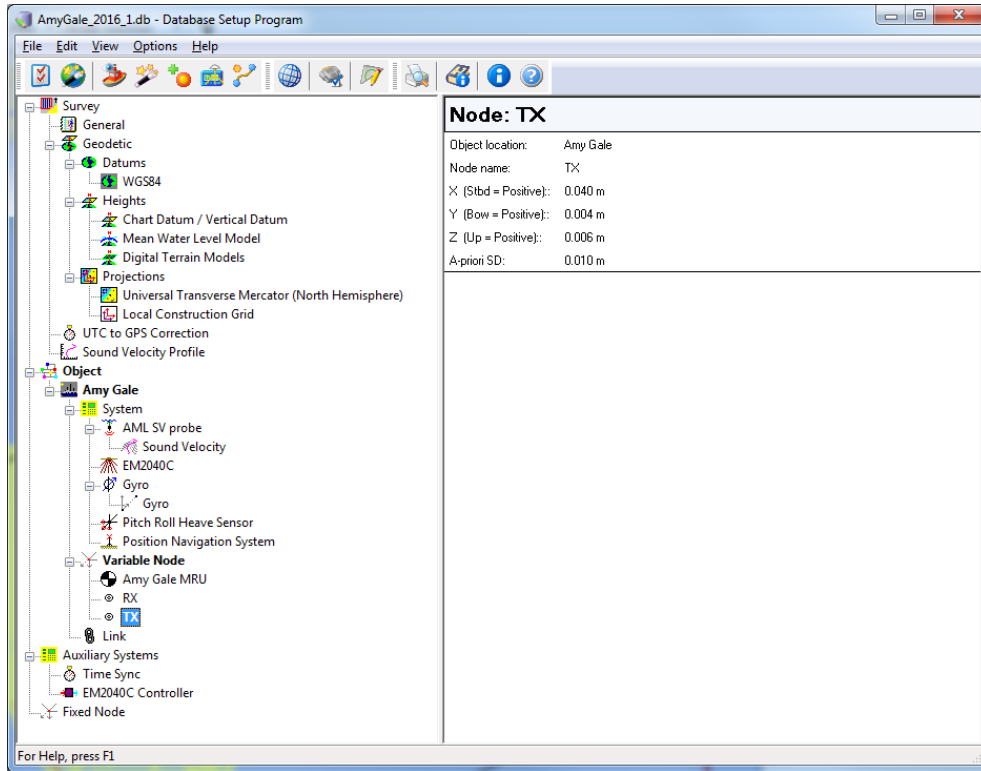 AmyGale_2016_1.db - Database Setup Program
File Edit View Options Help
Survey
General
Geodetic
Datums
WGS84
Heights
Chart Datum / Vertical Datum
Mean Water Level Model
Digital Terrain Models
Projections
Universal Transverse Mercator (North Hemisphere)
Local Construction Grid
UTC to GPS Correction
Sound Velocity Profile
Object
Amy Gale
System
AML SV probe
Sound Velocity
EM2040C
Gyro
Gyro
Pitch Roll Heave Sensor
Position Navigation System
Variable Node
Amy Gale MRU
RX
TX
Link
Auxiliary Systems
Time Sync
EM2040C Controller
Fixed Node
Node: TX
Object location: Amy Gale
Node name: TX
X (Stbd = Positive):: 0.040 m
Y (Bow = Positive):: 0.004 m
Z (Up = Positive):: 0.006 m
A-priori SD: 0.010 m
For Help, press F1